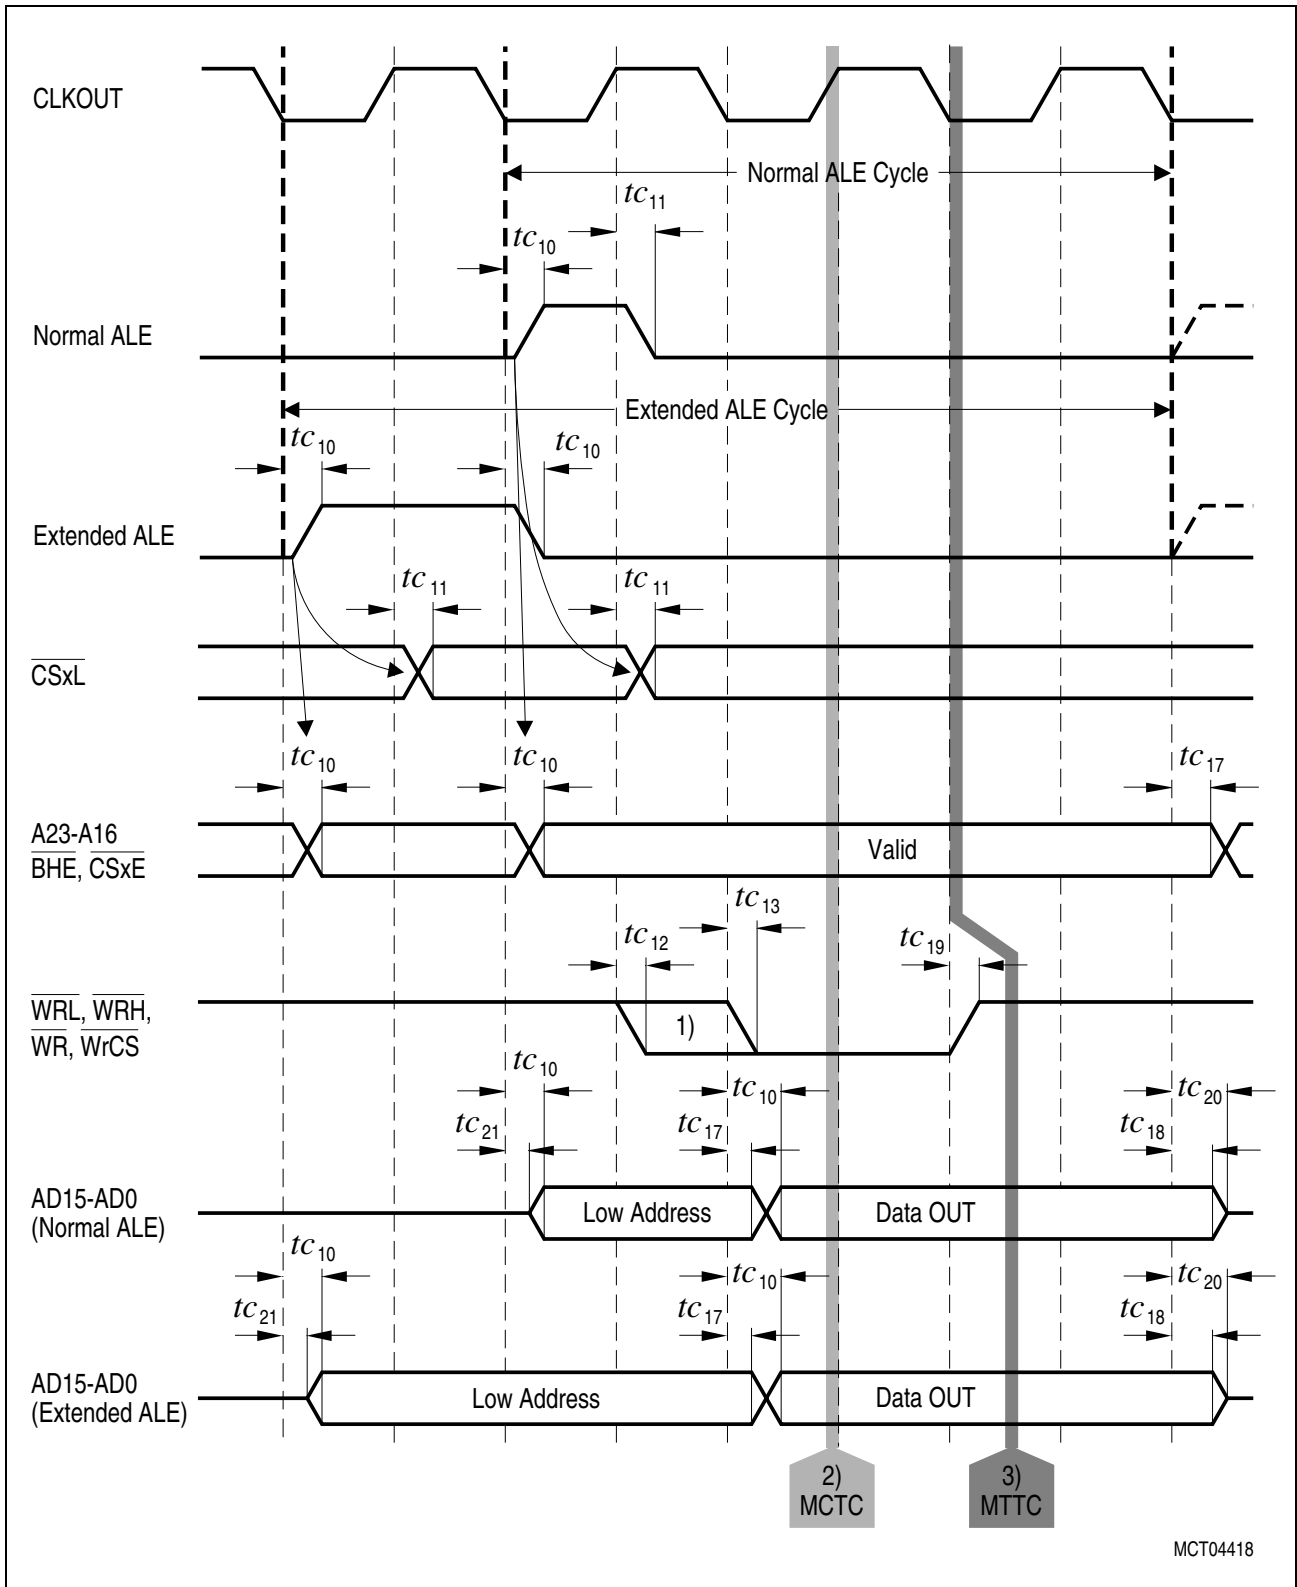 CLKOUT
Normal ALE Cycle
tc11
tc10
Normal ALE
Extended ALE Cycle
tc10
tc10
Extended ALE
tc11
tc11
CSxL
tc10
tc10
tc17
A23-A16
BHE, CSxE
Valid
tc13
tc12
tc19
WRL, WRH,
WR, WrCS
1)
tc10
tc10
tc20
tc21
tc17
tc18
AD15-AD0
(Normal ALE)
Low Address
Data OUT
tc10
tc10
tc20
tc21
tc17
tc18
AD15-AD0
(Extended ALE)
Low Address
Data OUT
2)
MCTC
3)
MTTC
MCT04418